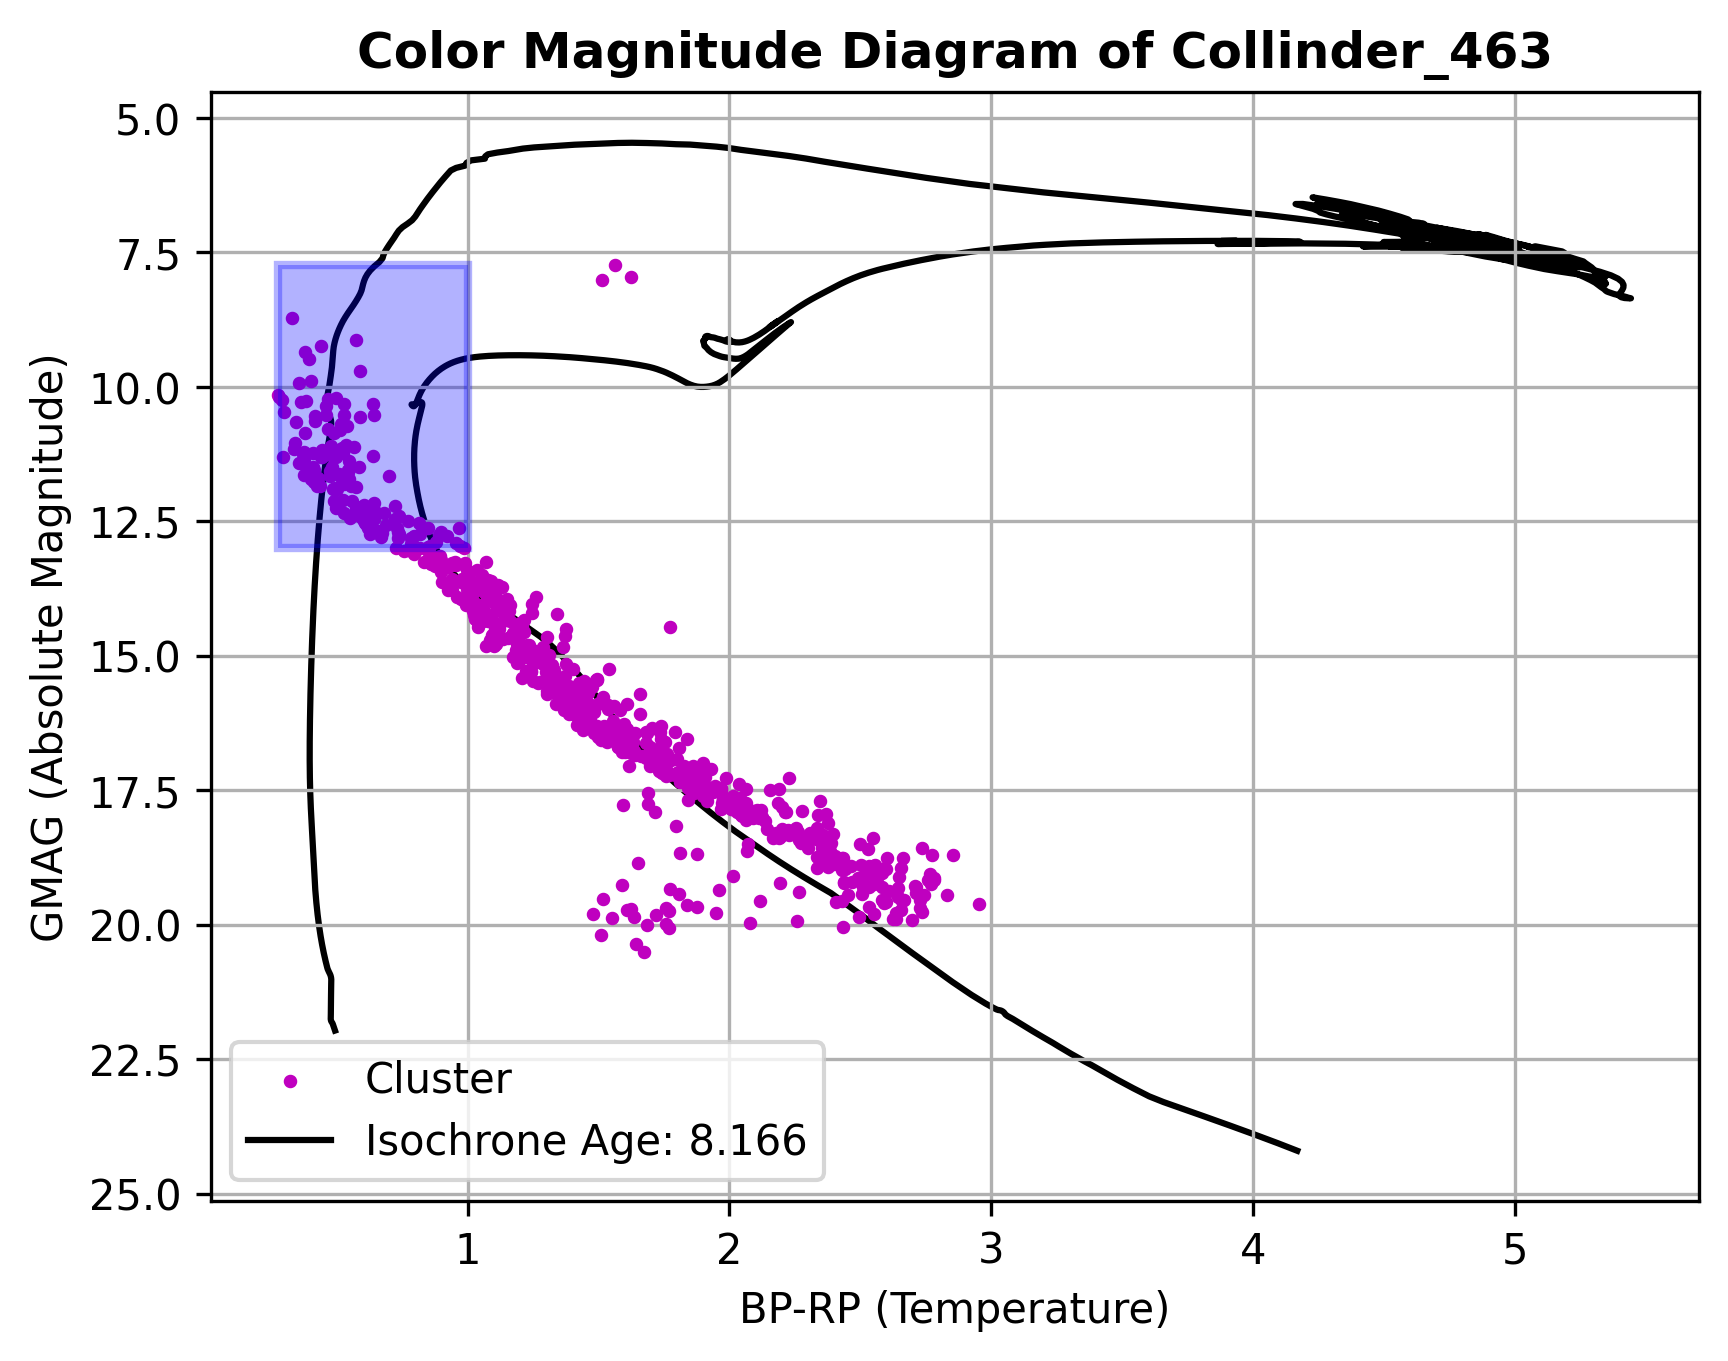 Color Magnitude Diagram of Collinder_463
GMAG (Absolute Magnitude)
5.0
7.5
10.0
12.5
15.0
17.5
20.0
22.5
25.0
Cluster
Isochrone Age: 8.166
1 2 3 4 5
BP-RP (Temperature)